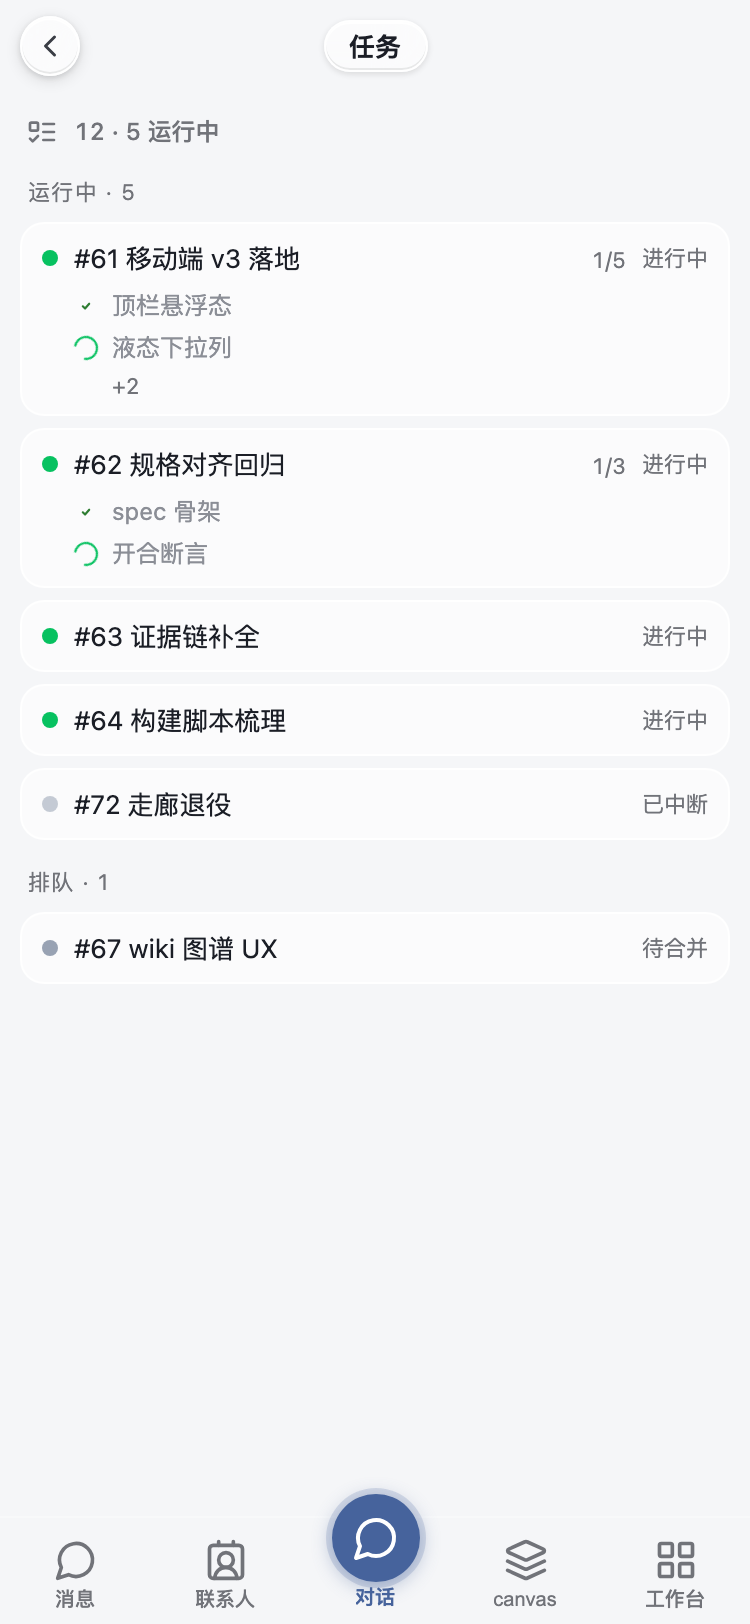 任务
12 · 5 运行中
运行中 · 5
#61 移动端 v3 落地 1/5 进行中
顶栏悬浮态
液态下拉列
+2
#62 规格对齐回归 1/3 进行中
spec 骨架
开合断言
#63 证据链补全 进行中
#64 构建脚本梳理 进行中
#72 走廊退役 已中断
排队 · 1
#67 wiki 图谱 UX 待合并
消息 联系人 对话 canvas 工作台